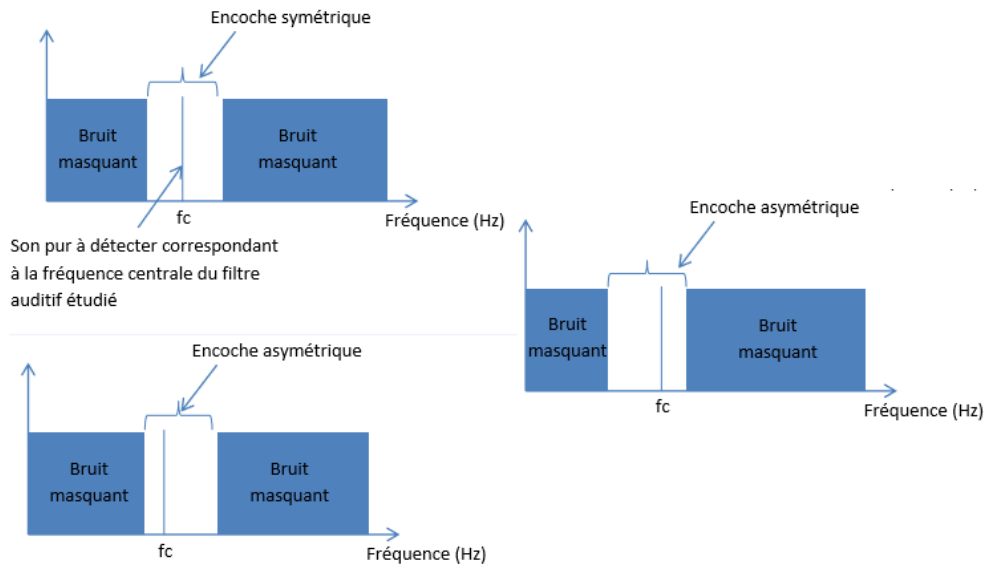 Encoche symétrique
Bruit
masquant
Bruit
masquant
fc
Fréquence (Hz)
Son pur à détecter correspondant
à la fréquence centrale du filtre
auditif étudié
Encoche asymétrique
Bruit
masquant
Bruit
masquant
fc
Fréquence (Hz)
Encoche asymétrique
Bruit
masquant
Bruit
masquant
fc
Fréquence (Hz)